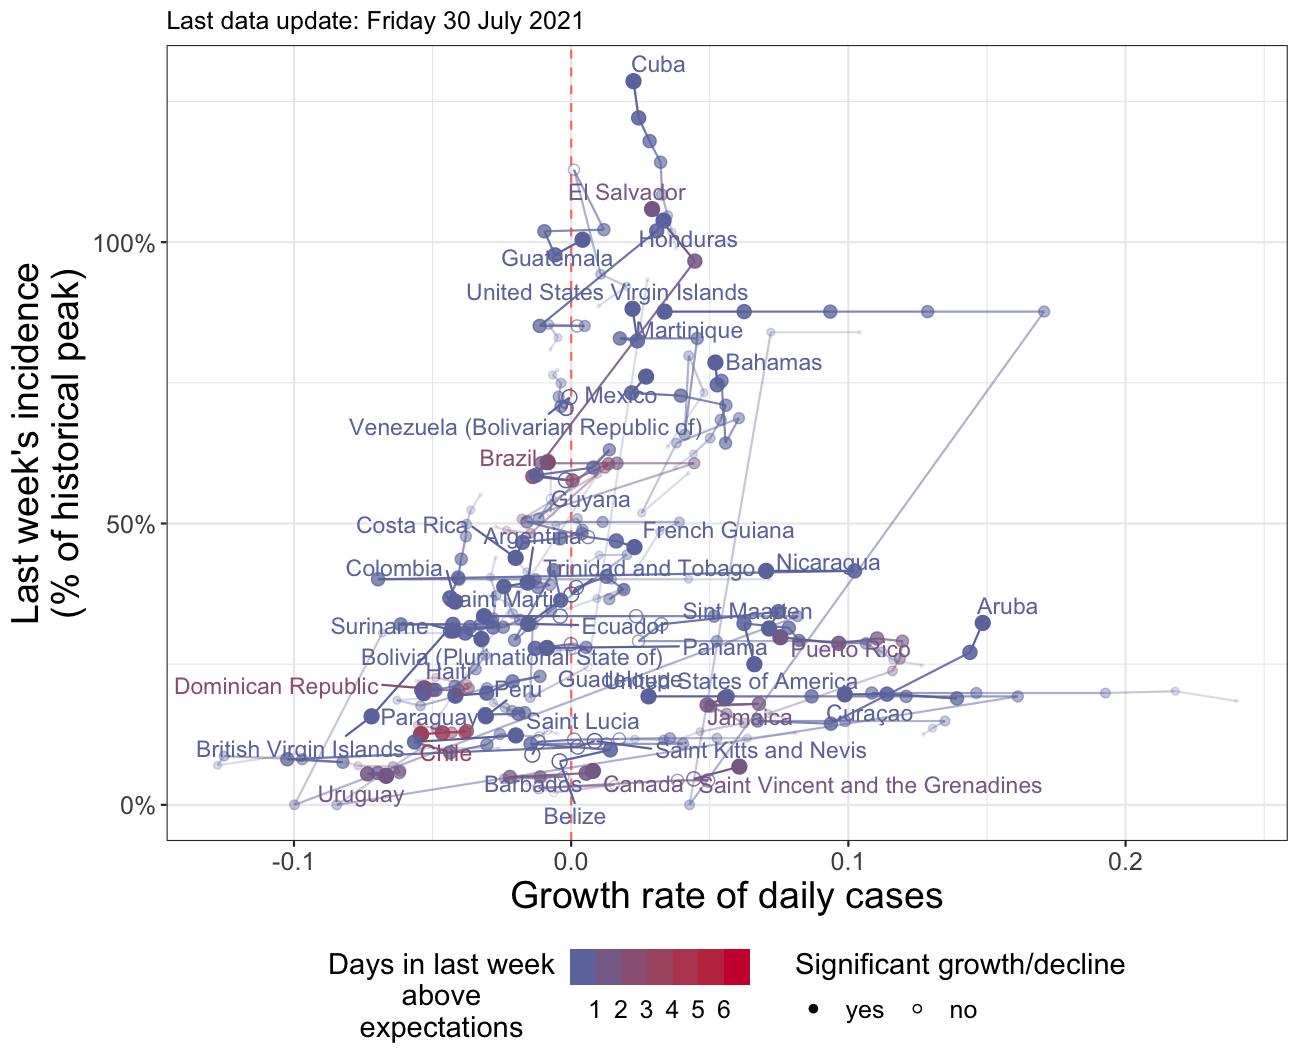 Last data update: Friday 30 July 2021
Last week's incidence
(% of historical peak)
100%
50%
0%
Cuba
El Salvador
Honduras
Guatemala
United States Virgin Islands
Martinique
Bahamas
Mexico
Venezuela (Bolivarian Republic of)
Brazil
Guyana
Costa Rica
Argentina
French Guiana
Colombia
Trinidad and Tobago
Nicaragua
Saint Martin
Sint Maarten
Aruba
Suriname
Ecuador
Panama
Puerto Rico
Bolivia (Plurinational State of)
Haiti
Guadeloupe
United States of America
Dominican Republic
Peru
Paraguay
Saint Lucia
Jamaica
Curaçao
British Virgin Islands
Chile
Saint Kitts and Nevis
Uruguay
Barbados
Canada
Saint Vincent and the Grenadines
Belize
-0.1
0.0
0.1
0.2
Growth rate of daily cases
Days in last week
above
expectations
1 2 3 4 5 6
Significant growth/decline
yes
no